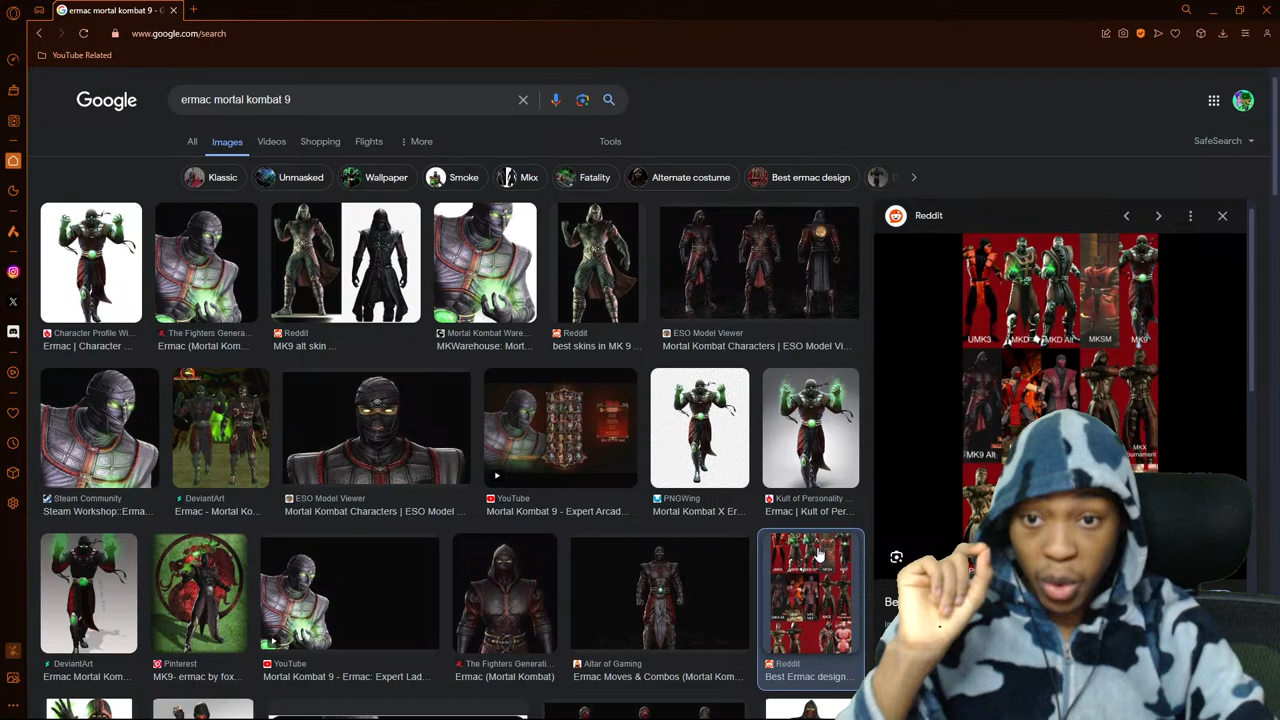 ermac mortal kombat 9 - G
www.google.com/search
YouTube Related
Google
ermac mortal kombat 9
All Images Videos Shopping Flights More Tools
SafeSearch
Klassic Unmasked Wallpaper Smoke Mkx Fatality Alternate costume Best ermac design
Reddit
UMK3 MKD MKD Alt MKSM MK9
MK9 Alt
MKX
Tournament
Character Profile Wi...
Ermac | Character ...
The Fighters Genera...
Ermac (Mortal Kom...
Reddit
MK9 alt skin ...
Mortal Kombat Ware...
MKWarehouse: Mort...
Reddit
best skins in MK 9 ...
ESO Model Viewer
Mortal Kombat Characters | ESO Model Vi...
Steam Community
Steam Workshop::Erma...
DeviantArt
Ermac - Mortal Ko...
ESO Model Viewer
Mortal Kombat Characters | ESO Model ...
YouTube
Mortal Kombat 9 - Expert Arcad...
PNGWing
Mortal Kombat X Er...
Kult of Personality ...
Ermac | Kult of Per...
DeviantArt
Ermac Mortal Kom...
Pinterest
MK9- ermac by fox...
YouTube
Mortal Kombat 9 - Ermac: Expert Lad...
The Fighters Generati...
Ermac (Mortal Kombat)
Altar of Gaming
Ermac Moves & Combos (Mortal Kom...
Reddit
Best Ermac design...
Be